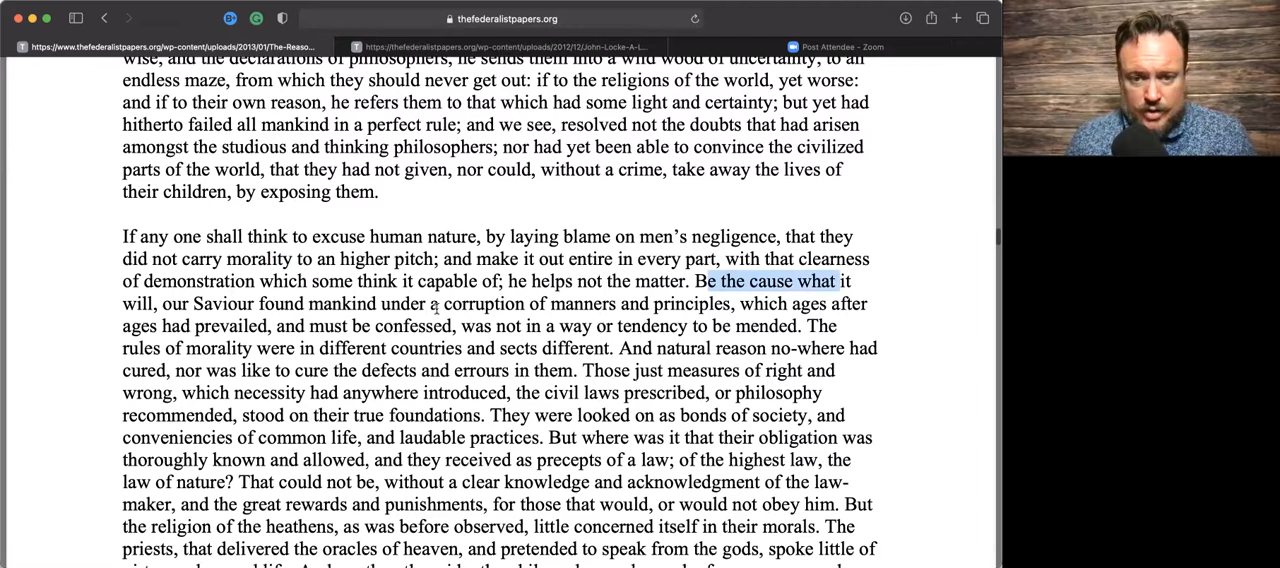 thefederalistpapers.org
https://www.thefederalistpapers.org/wp-content/uploads/2013/01/The-Reaso...
https://thefederalistpapers.org/wp-content/uploads/2012/12/John-Locke-A-L...
Post Attendee - Zoom
wise, and the declarations of philosophers, he sends them into a wild wood of uncertainty, to an
endless maze, from which they should never get out: if to the religions of the world, yet worse:
and if to their own reason, he refers them to that which had some light and certainty; but yet had
hitherto failed all mankind in a perfect rule; and we see, resolved not the doubts that had arisen
amongst the studious and thinking philosophers; nor had yet been able to convince the civilized
parts of the world, that they had not given, nor could, without a crime, take away the lives of
their children, by exposing them.
If any one shall think to excuse human nature, by laying blame on men's negligence, that they
did not carry morality to an higher pitch; and make it out entire in every part, with that clearness
of demonstration which some think it capable of; he helps not the matter. Be the cause what it
will, our Saviour found mankind under a corruption of manners and principles, which ages after
ages had prevailed, and must be confessed, was not in a way or tendency to be mended. The
rules of morality were in different countries and sects different. And natural reason no-where had
cured, nor was like to cure the defects and errours in them. Those just measures of right and
wrong, which necessity had anywhere introduced, the civil laws prescribed, or philosophy
recommended, stood on their true foundations. They were looked on as bonds of society, and
conveniencies of common life, and laudable practices. But where was it that their obligation was
thoroughly known and allowed, and they received as precepts of a law; of the highest law, the
law of nature? That could not be, without a clear knowledge and acknowledgment of the law-
maker, and the great rewards and punishments, for those that would, or would not obey him. But
the religion of the heathens, as was before observed, little concerned itself in their morals. The
priests, that delivered the oracles of heaven, and pretended to speak from the gods, spoke little of